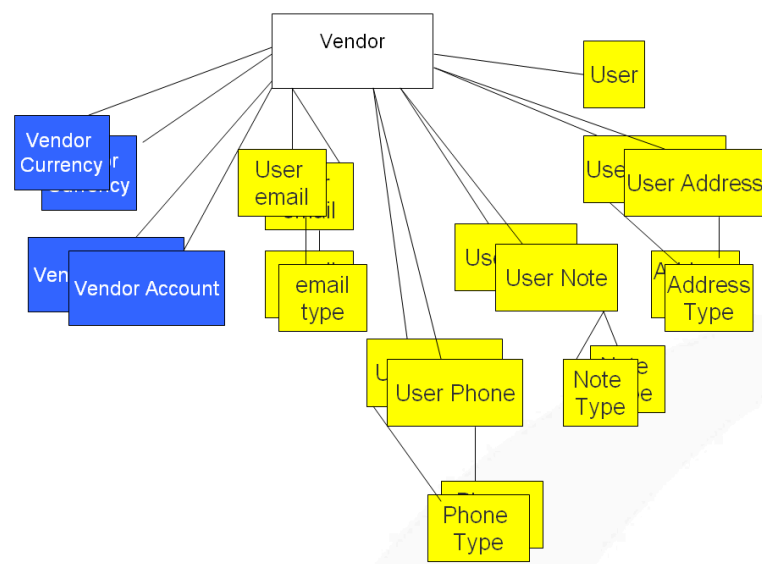 Vendor
User
Vendor
Currency
User
email
User Address
Vendor Account
email
type
User Note
Address
Type
User Phone
Note
Type
Phone
Type